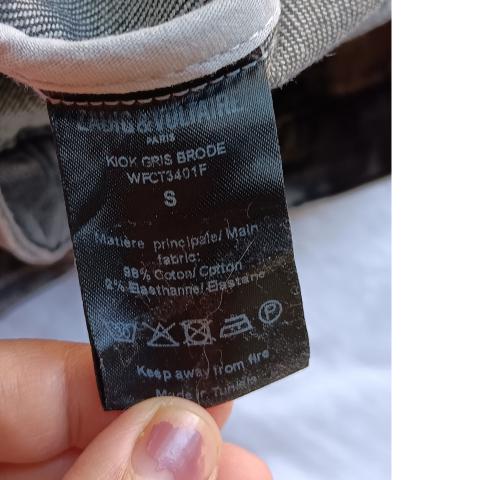 ZADIG & VOLTAIRE
PARIS
KIOK GRIS BRODE
WFCT3401F
S
Matière principale/ Main
fabric:
98% Coton/ Cotton
2% Elasthanne/ Elastane
P
Keep away from fire
Made in Tunisia